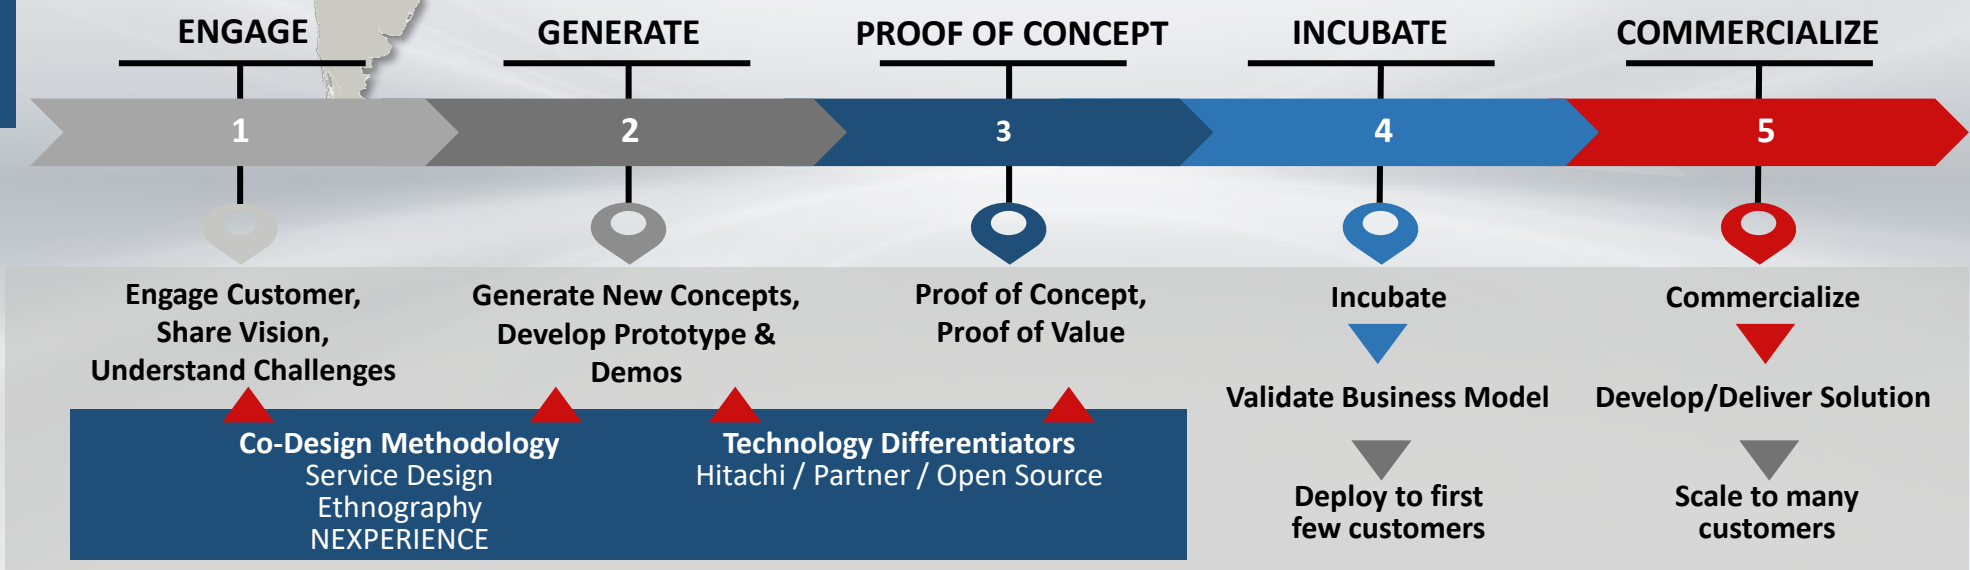 ENGAGE
GENERATE
PROOF OF CONCEPT
INCUBATE
COMMERCIALIZE
1
2
3
4
5
Engage Customer,
Share Vision,
Understand Challenges
Generate New Concepts,
Develop Prototype &
Demos
Proof of Concept,
Proof of Value
Incubate
Validate Business Model
Deploy to first
few customers
Commercialize
Develop/Deliver Solution
Scale to many
customers
Co-Design Methodology
Service Design
Ethnography
NEXPERIENCE
Technology Differentiators
Hitachi / Partner / Open Source